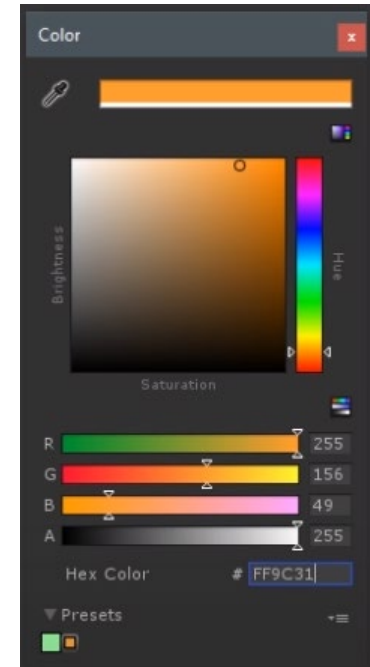 Color
x
Brightness
Hue
Saturation
R 255
G 156
B 49
A 255
Hex Color # FF9C31
Presets